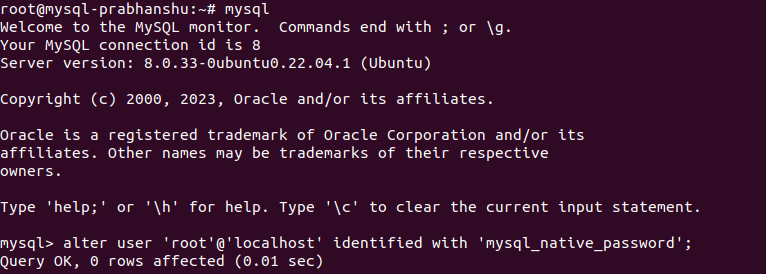 root@mysql-prabhanshu:~# mysql
Welcome to the MySQL monitor.  Commands end with ; or \g.
Your MySQL connection id is 8
Server version: 8.0.33-0ubuntu0.22.04.1 (Ubuntu)

Copyright (c) 2000, 2023, Oracle and/or its affiliates.

Oracle is a registered trademark of Oracle Corporation and/or its
affiliates. Other names may be trademarks of their respective
owners.

Type 'help;' or '\h' for help. Type '\c' to clear the current input statement.

mysql> alter user 'root'@'localhost' identified with 'mysql_native_password';
Query OK, 0 rows affected (0.01 sec)